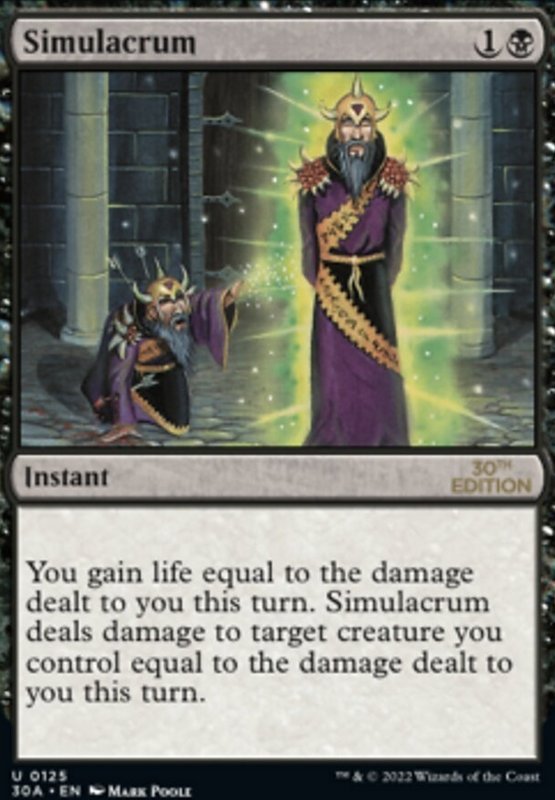 Simulacrum 1
Instant
30TH
EDITION
You gain life equal to the damage
dealt to you this turn. Simulacrum
deals damage to target creature you
control equal to the damage dealt to
you this turn.
U 0125
30A • EN Mark Poole
™ & © 2022 Wizards of the Coast